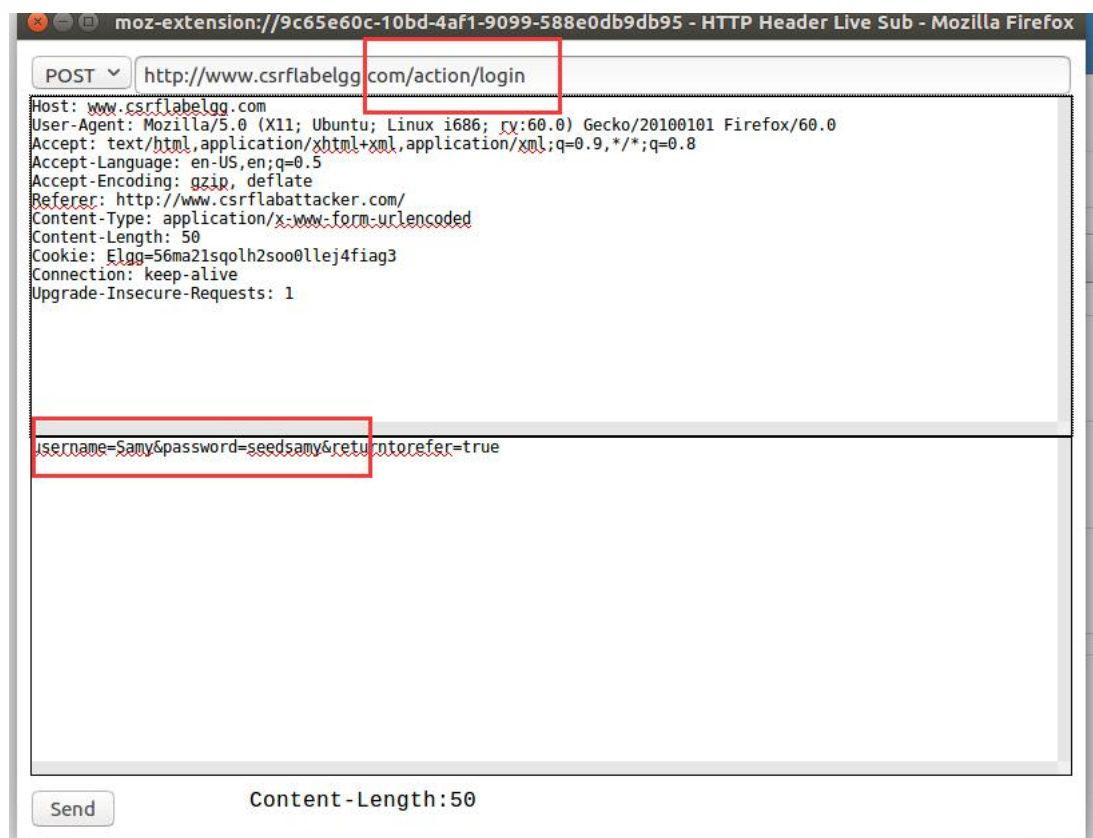 moz-extension://9c65e60c-10bd-4af1-9099-588e0db9db95 - HTTP Header Live Sub - Mozilla Firefox
POST http://www.csrflabelgg.com/action/login
Host: www.csrflabelgg.com
User-Agent: Mozilla/5.0 (X11; Ubuntu; Linux i686; rv:60.0) Gecko/20100101 Firefox/60.0
Accept: text/html,application/xhtml+xml,application/xml;q=0.9,*/*;q=0.8
Accept-Language: en-US,en;q=0.5
Accept-Encoding: gzip, deflate
Referer: http://www.csrflabattacker.com/
Content-Type: application/x-www-form-urlencoded
Content-Length: 50
Cookie: Elgg=56ma21sqolh2soo0llej4fiag3
Connection: keep-alive
Upgrade-Insecure-Requests: 1
username=Samy&password=seedsamy&returntorefer=true
Send Content-Length:50